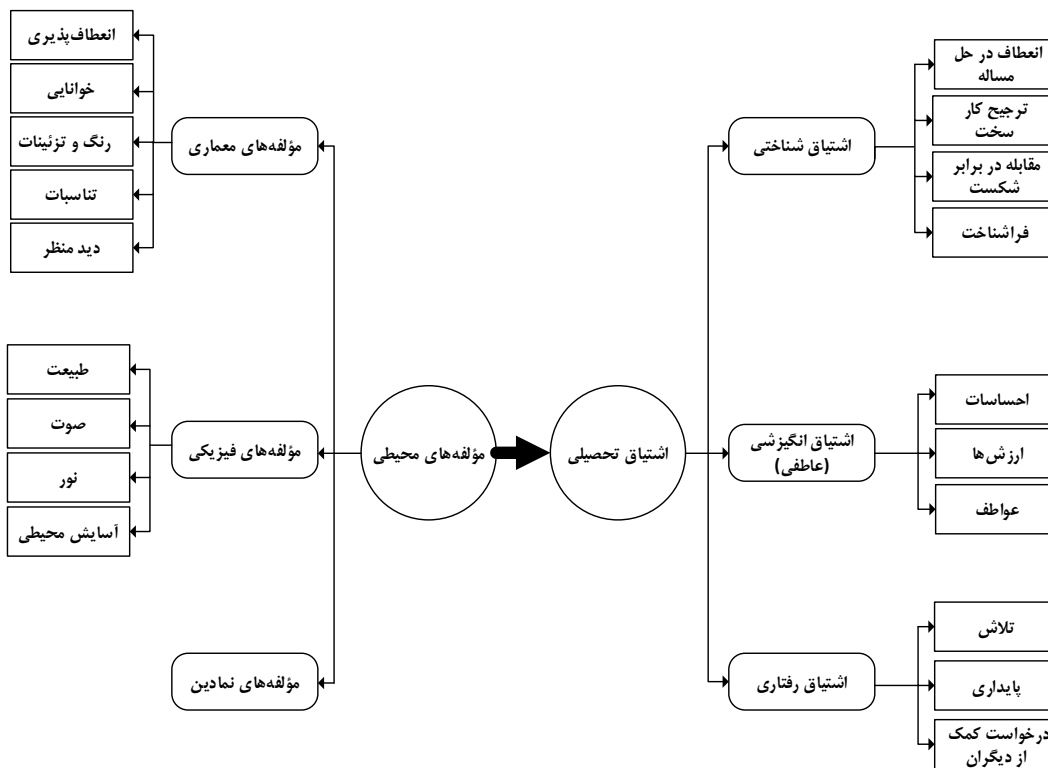 انعطاف در حل
مساله
ترجیح کار
سخت
مقابله در برابر
شکست
فراشناخت
اشتیاق شناختی
احساسات
ارزش‌ها
عواطف
اشتیاق انگیزشی
(عاطفی)
تلاش
پایداری
درخواست کمک
از دیگران
اشتیاق رفتاری
اشتیاق تحصیلی
مؤلفه‌های محیطی
مؤلفه‌های معماری
انعطاف‌پذیری
خوانایی
رنگ و تزئینات
تناسبات
دید منظر
مؤلفه‌های فیزیکی
طبیعت
صوت
نور
آسایش محیطی
مؤلفه‌های نمادین